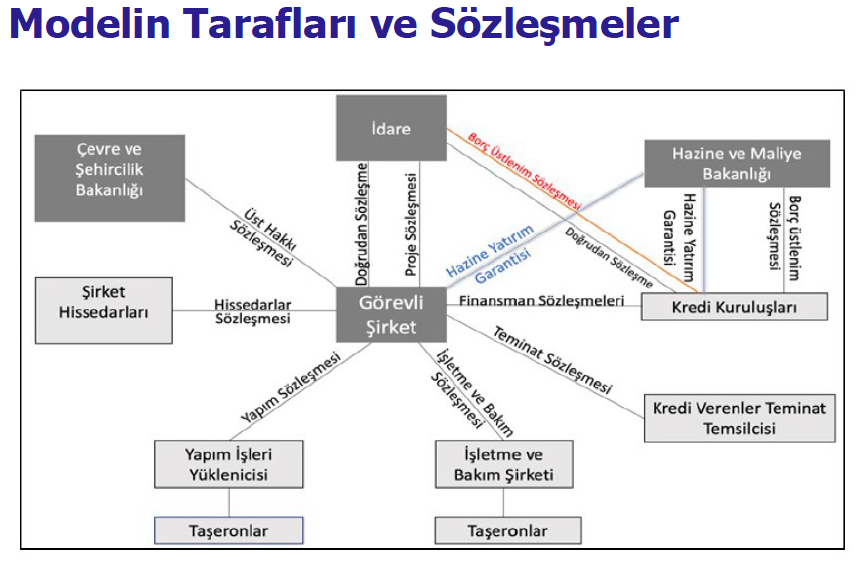 Modelin Tarafları ve Sözleşmeler
İdare
Çevre ve
Şehircilik
Bakanlığı
Hazine ve Maliye
Bakanlığı
Borç Üstlenim Sözleşmesi
Doğrudan Sözleşme
Proje Sözleşmesi
Üst Hakkı
Sözleşmesi
Hazine Yatırım
Garantisi
Doğrudan Sözleşme
Hazine Yatırım
Garantisi
Borç üstlenim
Sözleşmesi
Şirket
Hissedarları
Hissedarlar
Sözleşmesi
Görevli
Şirket
Finansman Sözleşmeleri
Kredi Kuruluşları
Teminat Sözleşmesi
Yapım Sözleşmesi
İşletme ve Bakım
Sözleşmesi
Kredi Verenler Teminat
Temsilcisi
Yapım İşleri
Yüklenicisi
İşletme ve
Bakım Şirketi
Taşeronlar
Taşeronlar